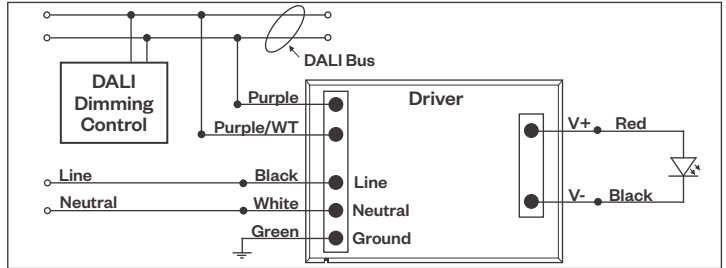 DALI Bus
DALI
Dimming
Control
Driver
Purple
Purple/WT
V+ Red
Line Black Line
Neutral White Neutral
V- Black
Green Ground